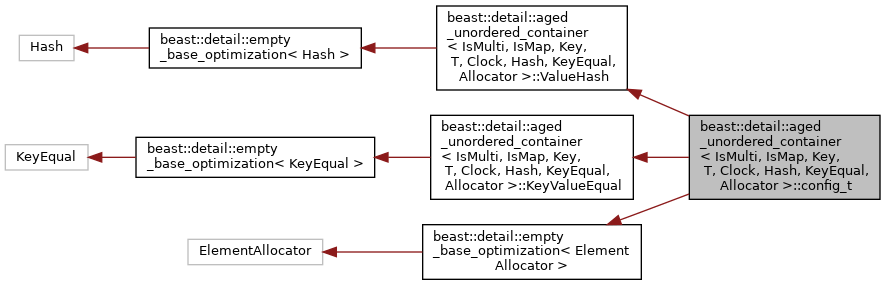 Hash
beast::detail::empty
_base_optimization< Hash >
beast::detail::aged
_unordered_container
< IsMulti, IsMap, Key,
T, Clock, Hash, KeyEqual,
Allocator >::ValueHash
KeyEqual
beast::detail::empty
_base_optimization< KeyEqual >
beast::detail::aged
_unordered_container
< IsMulti, IsMap, Key,
T, Clock, Hash, KeyEqual,
Allocator >::KeyValueEqual
beast::detail::aged
_unordered_container
< IsMulti, IsMap, Key,
T, Clock, Hash, KeyEqual,
Allocator >::config_t
ElementAllocator
beast::detail::empty
_base_optimization< Element
Allocator >